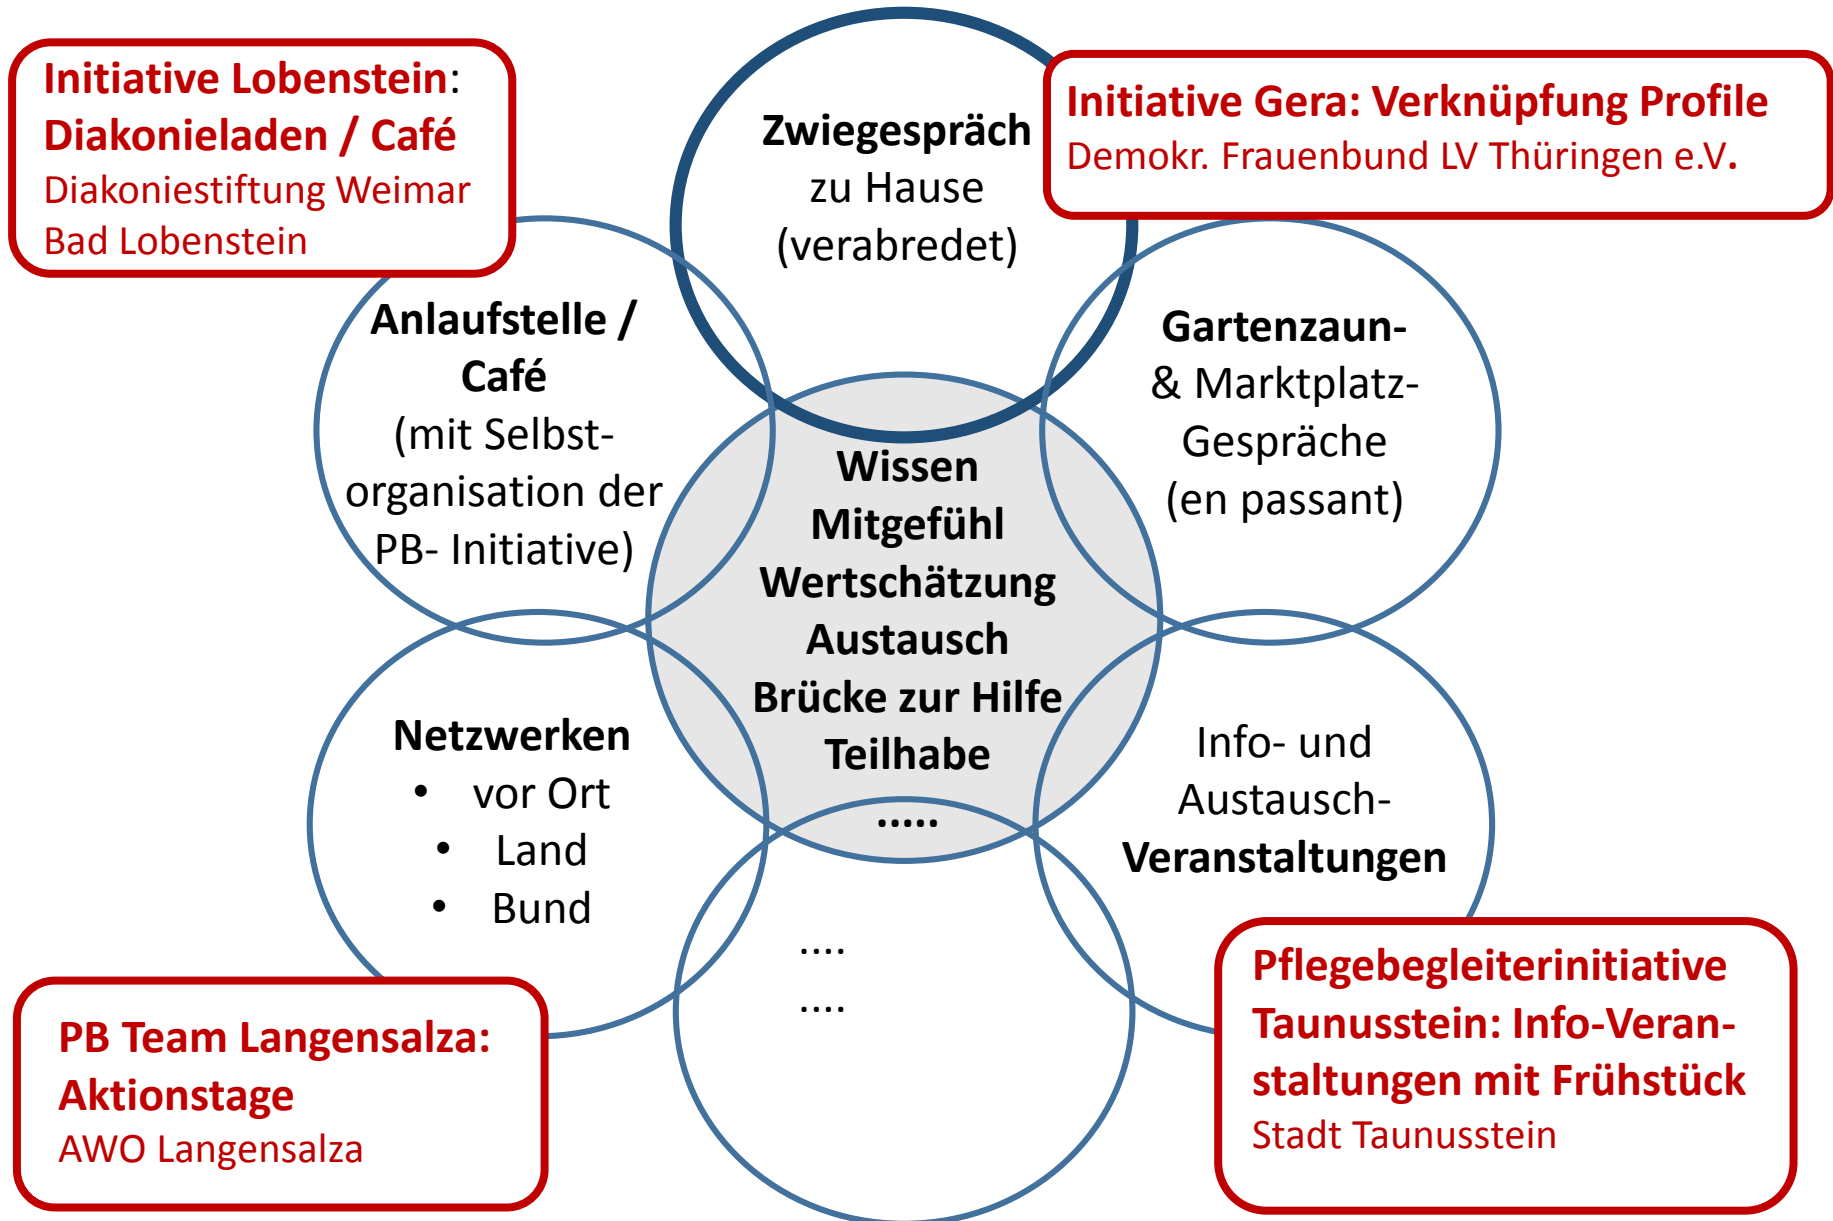 Initiative Lobenstein:
Diakonieladen / Café
Diakoniestiftung Weimar
Bad Lobenstein
Zwiegespräch
zu Hause
(verabredet)
Initiative Gera: Verknüpfung Profile
Demokr. Frauenbund LV Thüringen e.V.
Anlaufstelle /
Café
(mit Selbst-
organisation der
PB- Initiative)
Gartenzaun-
& Marktplatz-
Gespräche
(en passant)
Wissen
Mitgefühl
Wertschätzung
Austausch
Brücke zur Hilfe
Teilhabe
.....
Netzwerken
• vor Ort
• Land
• Bund
Info- und
Austausch-
Veranstaltungen
....
....
PB Team Langensalza:
Aktionstage
AWO Langensalza
Pflegebegleiterinitiative
Taunusstein: Info-Veran-
staltungen mit Frühstück
Stadt Taunusstein